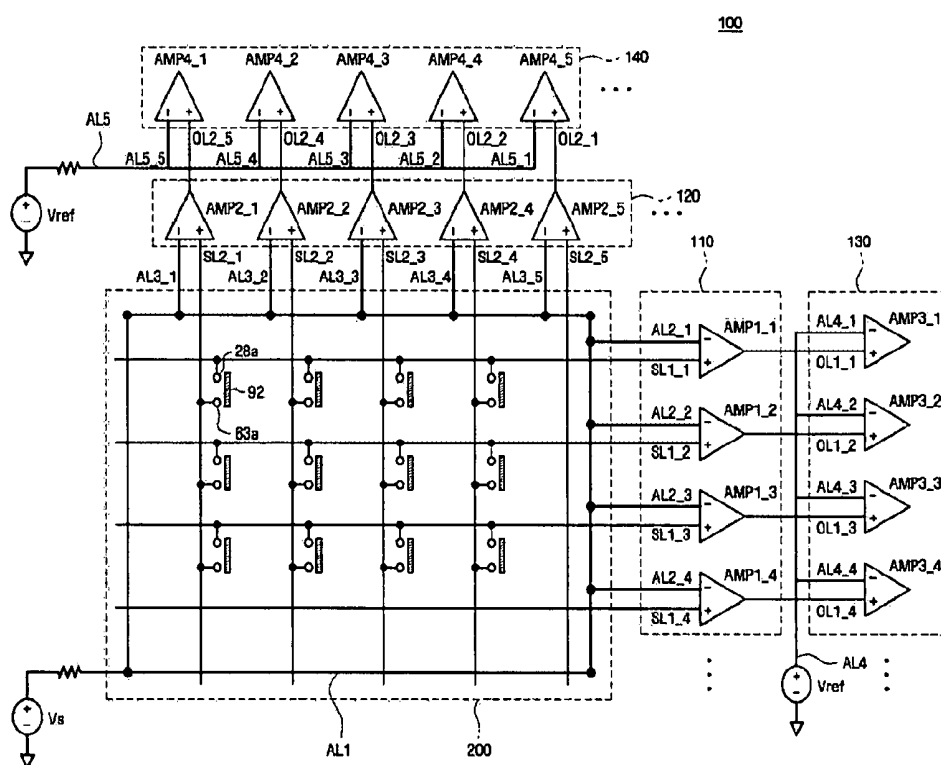 100
AMP4_1 AMP4_2 AMP4_3 AMP4_4 AMP4_5
140
- + - + - + - + - +
AL5
OL2_5 OL2_4 OL2_3 OL2_2 OL2_1
AL5_5 AL5_4 AL5_3 AL5_2 AL5_1
Vref
AMP2_1 AMP2_2 AMP2_3 AMP2_4 AMP2_5
120
- + - + - + - + - +
SL2_1 SL2_2 SL2_3 SL2_4 SL2_5
AL3_1 AL3_2 AL3_3 AL3_4 AL3_5
110
130
AL2_1 AMP1_1 AL4_1 AMP3_1
SL1_1 OL1_1
28a
92
63a
AL2_2 AMP1_2 AL4_2 AMP3_2
SL1_2 OL1_2
AL2_3 AMP1_3 AL4_3 AMP3_3
SL1_3 OL1_3
AL2_4 AMP1_4 AL4_4 AMP3_4
SL1_4 OL1_4
AL4
Vref
Vs
AL1
200